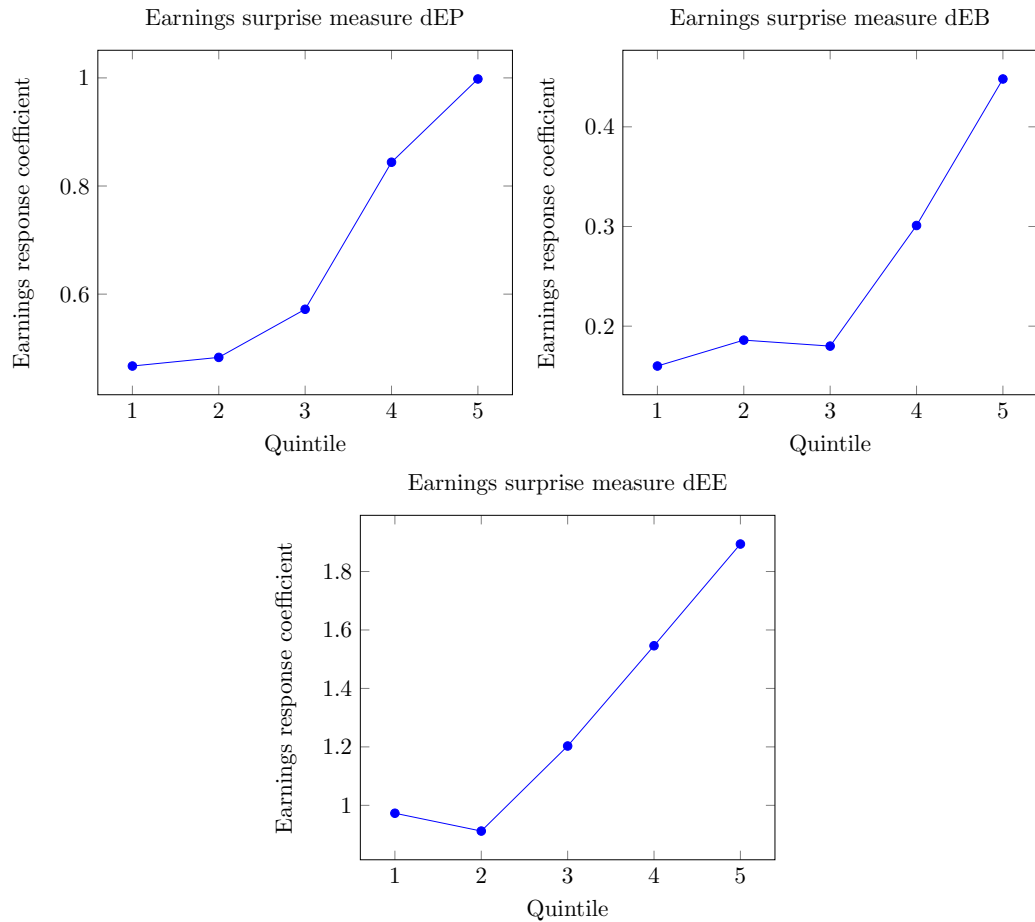 Earnings surprise measure dEP
Earnings response coefficient
1
0.8
0.6
1 2 3 4 5
Quintile
Earnings surprise measure dEB
Earnings response coefficient
0.4
0.3
0.2
1 2 3 4 5
Quintile
Earnings surprise measure dEE
Earnings response coefficient
1.8
1.6
1.4
1.2
1
1 2 3 4 5
Quintile